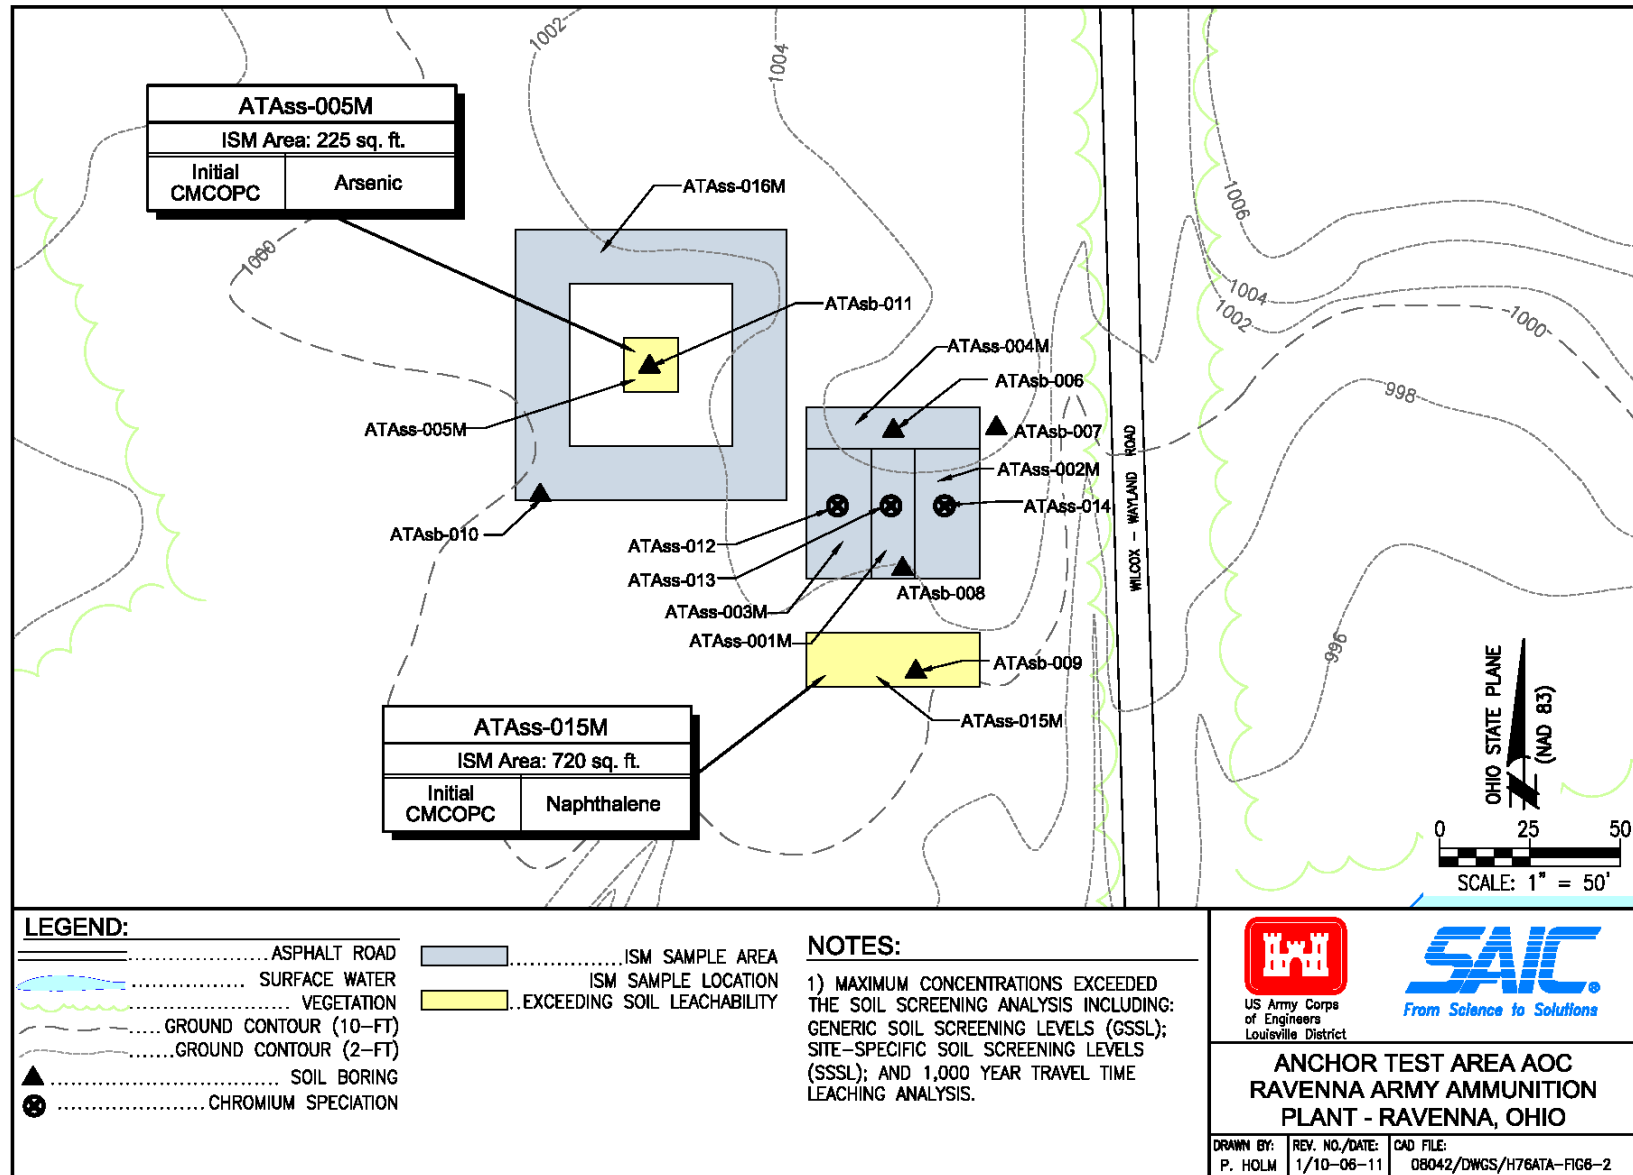 1002
1004
ATAss-005M
ISM Area: 225 sq. ft.
Initial CMCOPC
Arsenic
ATAss-016M
1006
1000
ATAsb-011
1004
1002
1000
ATAss-004M
ATAsb-006
998
ATAss-005M
ATAsb-007
ATAss-002M
WILCOX - WAYLAND ROAD
ATAss-014
ATAsb-010
ATAss-012
ATAss-013
ATAsb-008
ATAss-003M
ATAss-001M
996
ATAsb-009
ATAss-015M
ATAss-015M
ISM Area: 720 sq. ft.
Initial CMCOPC
Naphthalene
OHIO STATE PLANE
(NAD 83)
0 25 50
SCALE: 1" = 50'
LEGEND:
ASPHALT ROAD
SURFACE WATER
VEGETATION
GROUND CONTOUR (10-FT)
GROUND CONTOUR (2-FT)
SOIL BORING
CHROMIUM SPECIATION
ISM SAMPLE AREA
ISM SAMPLE LOCATION
EXCEEDING SOIL LEACHABILITY
NOTES:
1) MAXIMUM CONCENTRATIONS EXCEEDED
THE SOIL SCREENING ANALYSIS INCLUDING:
GENERIC SOIL SCREENING LEVELS (GSSL);
SITE-SPECIFIC SOIL SCREENING LEVELS
(SSSL); AND 1,000 YEAR TRAVEL TIME
LEACHING ANALYSIS.
US Army Corps
of Engineers
Louisville District
SAIC®
From Science to Solutions
ANCHOR TEST AREA AOC
RAVENNA ARMY AMMUNITION
PLANT - RAVENNA, OHIO
DRAWN BY:
P. HOLM
REV. NO./DATE:
1/10-06-11
CAD FILE:
08042/DWGS/H76ATA-FIG6-2